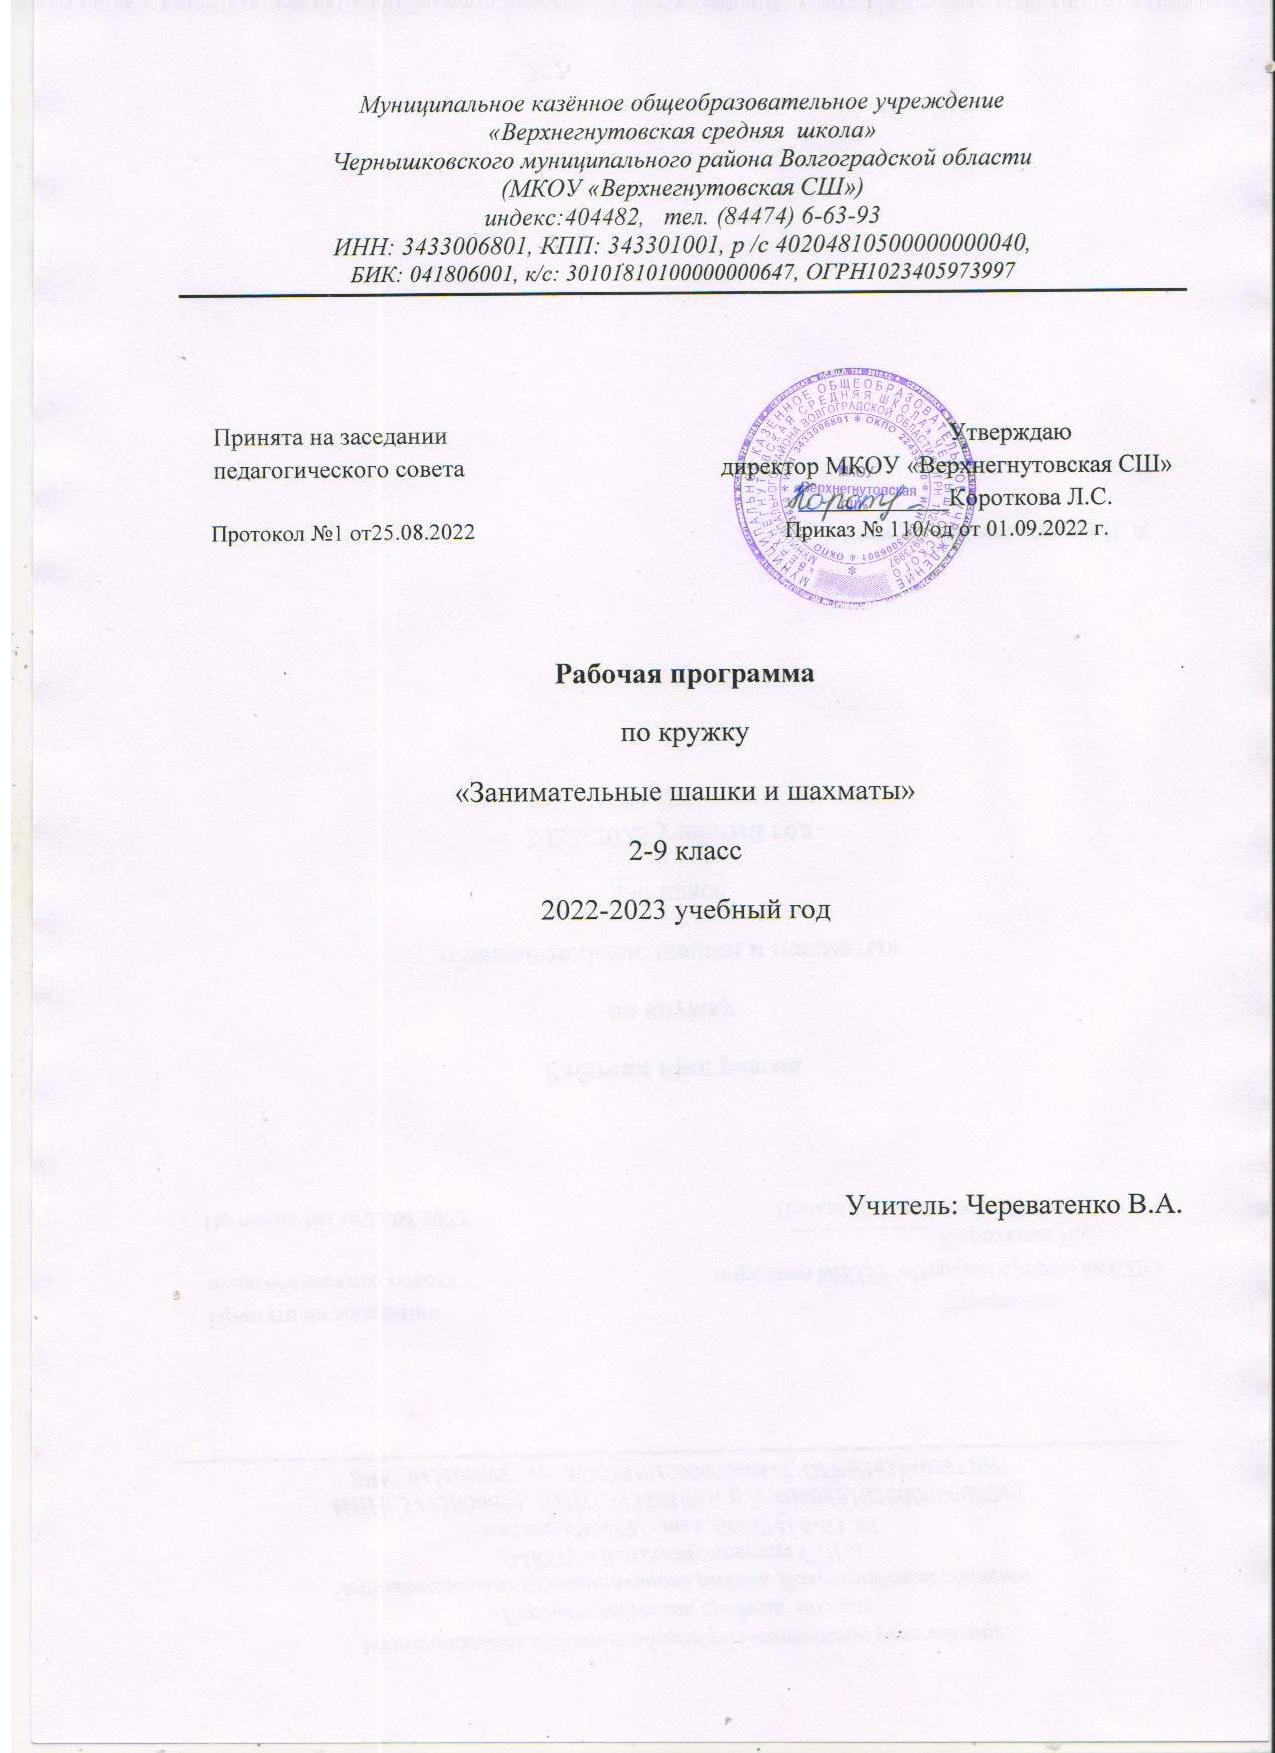 Муниципальное казённое общеобразовательное учреждение
«Верхнегнутовская средняя школа»
Чернышковского муниципального района Волгоградской области
(МКОУ «Верхнегнутовская СШ»)
индекс:404482, тел. (84474) 6-63-93
ИНН: 3433006801, КПП: 343301001, р /с 40204810500000000040,
БИК: 041806001, к/с: 30101810100000000647, ОГРН1023405973997
Принята на заседании
педагогического совета
Протокол №1 от25.08.2022
Утверждаю
директор МКОУ «Верхнегнутовская СШ»
Короткова Л.С.
Приказ № 110/од от 01.09.2022 г.
МКОУ
«Верхнегнутовская
СШ»
Рабочая программа
по кружку
«Занимательные шашки и шахматы»
2-9 класс
2022-2023 учебный год
Учитель: Череватенко В.А.